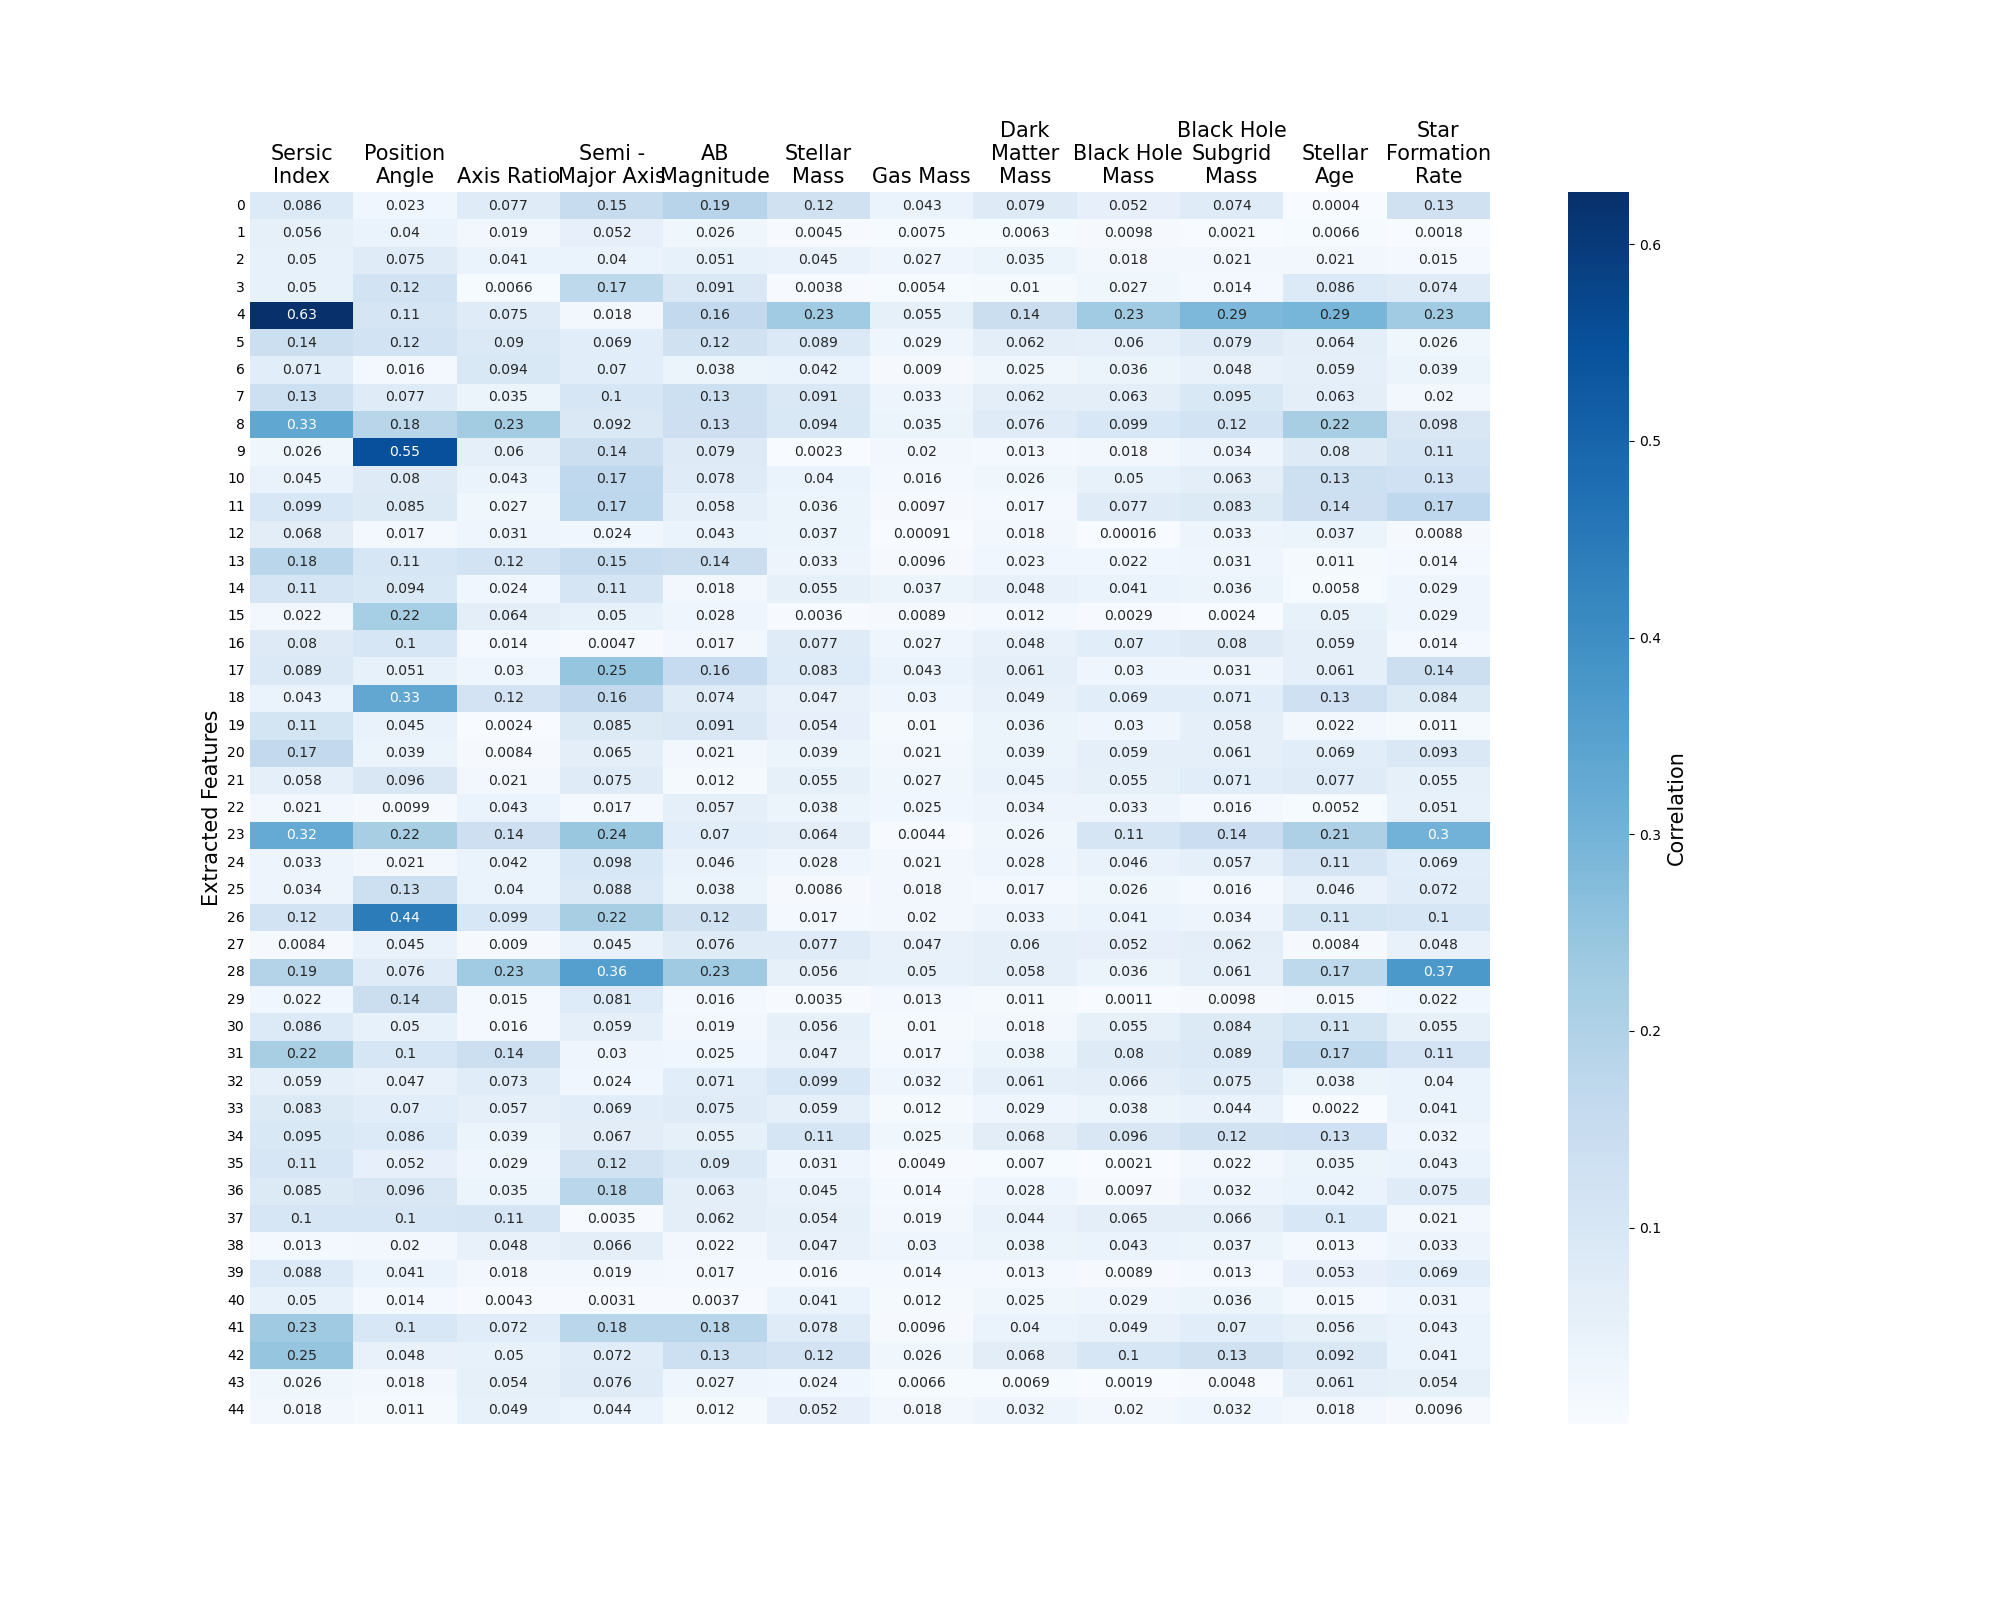 Dark Black Hole Star
Sersic Position Semi - AB Stellar Matter Black Hole Subgrid Stellar Formation
Index Angle Axis Ratio Major Axis Magnitude Mass Gas Mass Mass Mass Mass Age Rate
0 0.086 0.023 0.077 0.15 0.19 0.12 0.043 0.079 0.052 0.074 0.0004 0.13
1 0.056 0.04 0.019 0.052 0.026 0.0045 0.0075 0.0063 0.0098 0.0021 0.0066 0.0018
2 0.05 0.075 0.041 0.04 0.051 0.045 0.027 0.035 0.018 0.021 0.021 0.015
3 0.05 0.12 0.0066 0.17 0.091 0.0038 0.0054 0.01 0.027 0.014 0.086 0.074
4 0.63 0.11 0.075 0.018 0.16 0.23 0.055 0.14 0.23 0.29 0.29 0.23
5 0.14 0.12 0.09 0.069 0.12 0.089 0.029 0.062 0.06 0.079 0.064 0.026
6 0.071 0.016 0.094 0.07 0.038 0.042 0.009 0.025 0.036 0.048 0.059 0.039
7 0.13 0.077 0.035 0.1 0.13 0.091 0.033 0.062 0.063 0.095 0.063 0.02
8 0.33 0.18 0.23 0.092 0.13 0.094 0.035 0.076 0.099 0.12 0.22 0.098
9 0.026 0.55 0.06 0.14 0.079 0.0023 0.02 0.013 0.018 0.034 0.08 0.11
10 0.045 0.08 0.043 0.17 0.078 0.04 0.016 0.026 0.05 0.063 0.13 0.13
11 0.099 0.085 0.027 0.17 0.058 0.036 0.0097 0.017 0.077 0.083 0.14 0.17
12 0.068 0.017 0.031 0.024 0.043 0.037 0.00091 0.018 0.00016 0.033 0.037 0.0088
13 0.18 0.11 0.12 0.15 0.14 0.033 0.0096 0.023 0.022 0.031 0.011 0.014
14 0.11 0.094 0.024 0.11 0.018 0.055 0.037 0.048 0.041 0.036 0.0058 0.029
15 0.022 0.22 0.064 0.05 0.028 0.0036 0.0089 0.012 0.0029 0.0024 0.05 0.029
16 0.08 0.1 0.014 0.0047 0.017 0.077 0.027 0.048 0.07 0.08 0.059 0.014
17 0.089 0.051 0.03 0.25 0.16 0.083 0.043 0.061 0.03 0.031 0.061 0.14
18 0.043 0.33 0.12 0.16 0.074 0.047 0.03 0.049 0.069 0.071 0.13 0.084
19 0.11 0.045 0.0024 0.085 0.091 0.054 0.01 0.036 0.03 0.058 0.022 0.011
20 0.17 0.039 0.0084 0.065 0.021 0.039 0.021 0.039 0.059 0.061 0.069 0.093
21 0.058 0.096 0.021 0.075 0.012 0.055 0.027 0.045 0.055 0.071 0.077 0.055
22 0.021 0.0099 0.043 0.017 0.057 0.038 0.025 0.034 0.033 0.016 0.0052 0.051
23 0.32 0.22 0.14 0.24 0.07 0.064 0.0044 0.026 0.11 0.14 0.21 0.3
24 0.033 0.021 0.042 0.098 0.046 0.028 0.021 0.028 0.046 0.057 0.11 0.069
25 0.034 0.13 0.04 0.088 0.038 0.0086 0.018 0.017 0.026 0.016 0.046 0.072
26 0.12 0.44 0.099 0.22 0.12 0.017 0.02 0.033 0.041 0.034 0.11 0.1
27 0.0084 0.045 0.009 0.045 0.076 0.077 0.047 0.06 0.052 0.062 0.0084 0.048
28 0.19 0.076 0.23 0.36 0.23 0.056 0.05 0.058 0.036 0.061 0.17 0.37
29 0.022 0.14 0.015 0.081 0.016 0.0035 0.013 0.011 0.0011 0.0098 0.015 0.022
30 0.086 0.05 0.016 0.059 0.019 0.056 0.01 0.018 0.055 0.084 0.11 0.055
31 0.22 0.1 0.14 0.03 0.025 0.047 0.017 0.038 0.08 0.089 0.17 0.11
32 0.059 0.047 0.073 0.024 0.071 0.099 0.032 0.061 0.066 0.075 0.038 0.04
33 0.083 0.07 0.057 0.069 0.075 0.059 0.012 0.029 0.038 0.044 0.0022 0.041
34 0.095 0.086 0.039 0.067 0.055 0.11 0.025 0.068 0.096 0.12 0.13 0.032
35 0.11 0.052 0.029 0.12 0.09 0.031 0.0049 0.007 0.0021 0.022 0.035 0.043
36 0.085 0.096 0.035 0.18 0.063 0.045 0.014 0.028 0.0097 0.032 0.042 0.075
37 0.1 0.1 0.11 0.0035 0.062 0.054 0.019 0.044 0.065 0.066 0.1 0.021
38 0.013 0.02 0.048 0.066 0.022 0.047 0.03 0.038 0.043 0.037 0.013 0.033
39 0.088 0.041 0.018 0.019 0.017 0.016 0.014 0.013 0.0089 0.013 0.053 0.069
40 0.05 0.014 0.0043 0.0031 0.0037 0.041 0.012 0.025 0.029 0.036 0.015 0.031
41 0.23 0.1 0.072 0.18 0.18 0.078 0.0096 0.04 0.049 0.07 0.056 0.043
42 0.25 0.048 0.05 0.072 0.13 0.12 0.026 0.068 0.1 0.13 0.092 0.041
43 0.026 0.018 0.054 0.076 0.027 0.024 0.0066 0.0069 0.0019 0.0048 0.061 0.054
44 0.018 0.011 0.049 0.044 0.012 0.052 0.018 0.032 0.02 0.032 0.018 0.0096
Extracted Features
0.6
0.5
0.4
0.3
0.2
0.1
Correlation